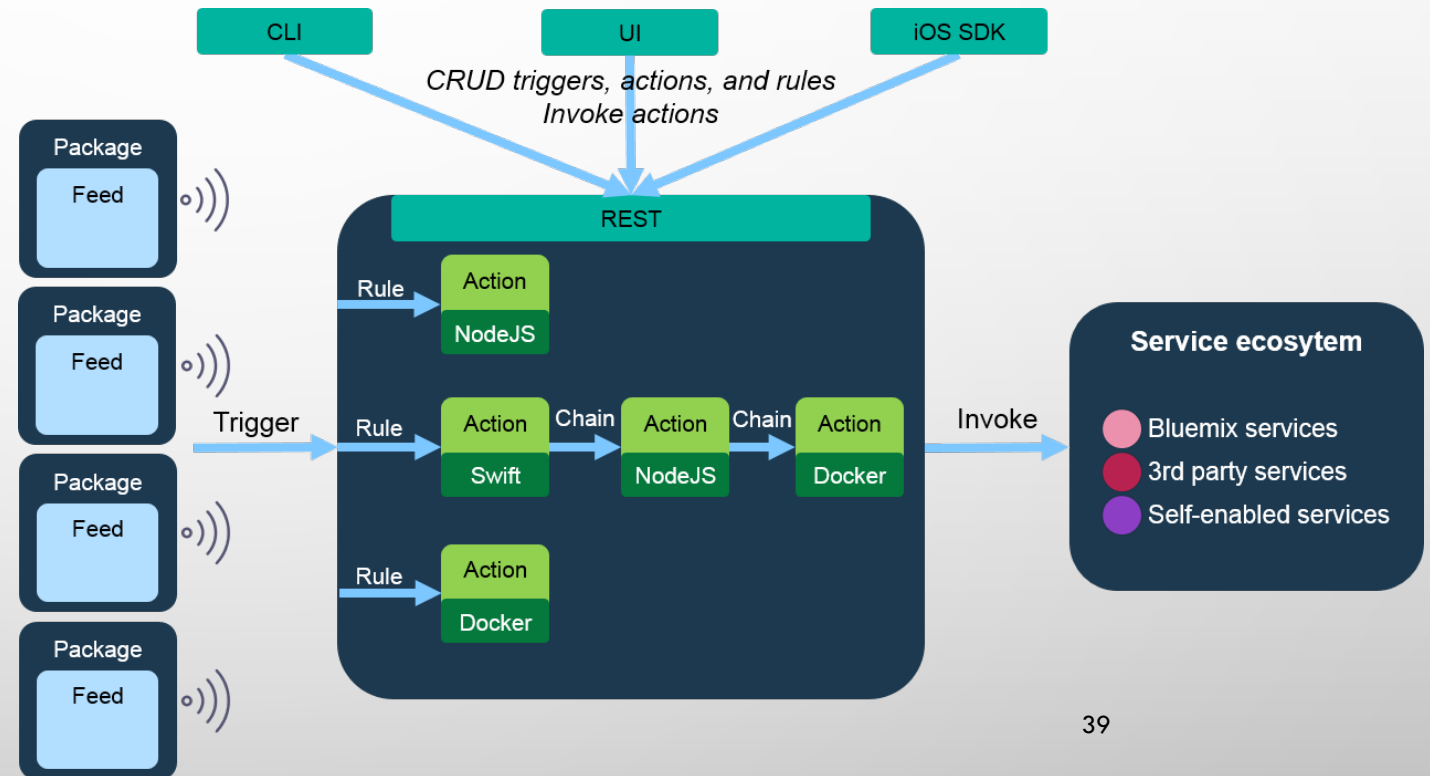 CLI
UI
iOS SDK
CRUD triggers, actions, and rules
Invoke actions
Package
Feed
Package
Feed
Package
Feed
Package
Feed
Trigger
REST
Rule
Action
NodeJS
Rule
Action
Swift
Chain
Action
NodeJS
Chain
Action
Docker
Rule
Action
Docker
Invoke
Service ecosytem
Bluemix services
3rd party services
Self-enabled services
39